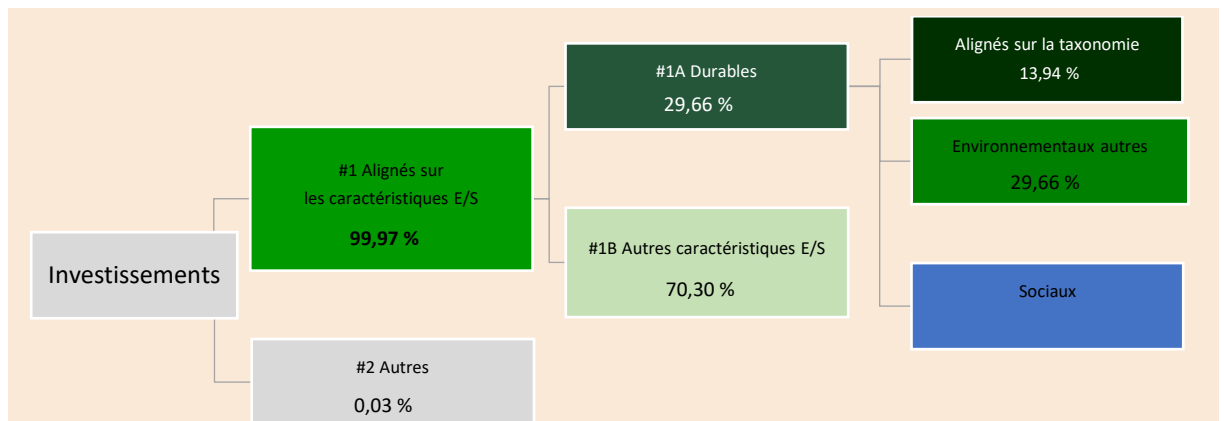 Investissements
#1 Alignés sur
les caractéristiques E/S
99,97 %
#2 Autres
0,03 %
#1A Durables
29,66 %
#1B Autres caractéristiques E/S
70,30 %
Alignés sur la taxonomie
13,94 %
Environnementaux autres
29,66 %
Sociaux